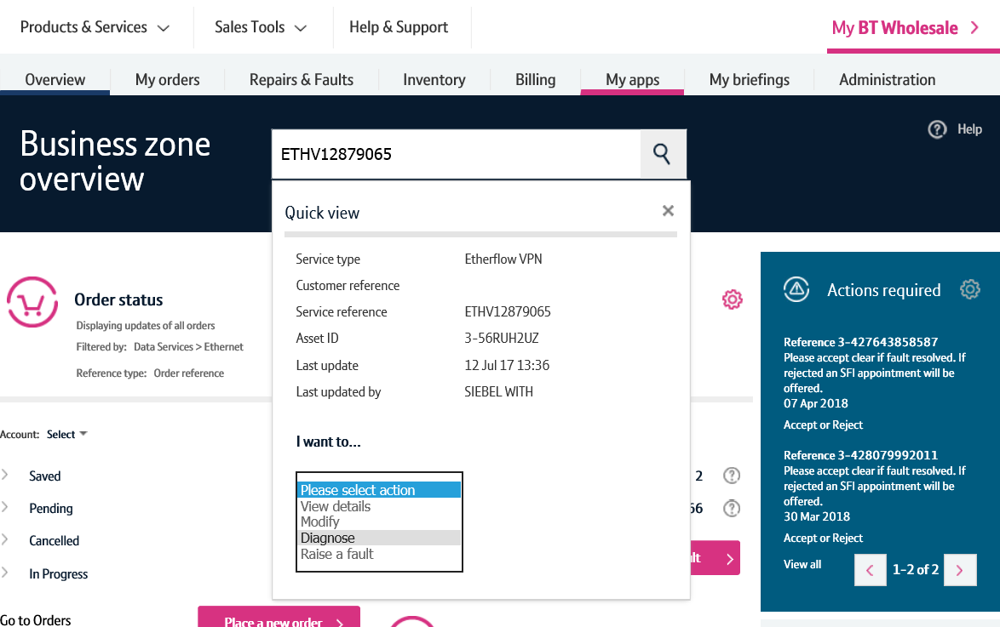 Products & Services
Sales Tools
Help & Support
My BT Wholesale
Overview
My orders
Repairs & Faults
Inventory
Billing
My apps
My briefings
Administration
Business zone
overview
ETHV12879065
Help
Quick view
Service type Etherflow VPN
Customer reference
Service reference ETHV12879065
Asset ID 3-56RUH2UZ
Last update 12 Jul 17 13:36
Last updated by SIEBEL WITH
I want to...
Please select action
View details
Modify
Diagnose
Raise a fault
Order status
Displaying updates of all orders
Filtered by: Data Services > Ethernet
Reference type: Order reference
Account: Select
Saved 2
Pending
Cancelled
In Progress
Go to Orders
Place a new order
Actions required
Reference 3-427643858587
Please accept clear if fault resolved. If
rejected an SFI appointment will be
offered.
07 Apr 2018
Accept or Reject
Reference 3-428079992011
Please accept clear if fault resolved. If
rejected an SFI appointment will be
offered.
30 Mar 2018
Accept or Reject
View all
1-2 of 2